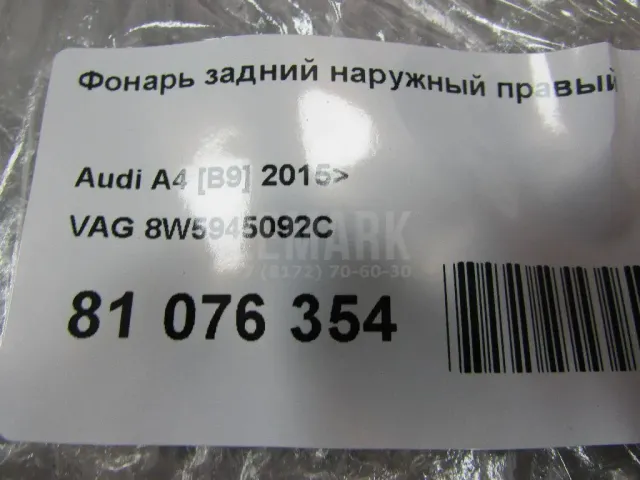 Фонарь задний наружный правый
Audi A4 [B9] 2015>
VAG 8W5945092C
81 076 354